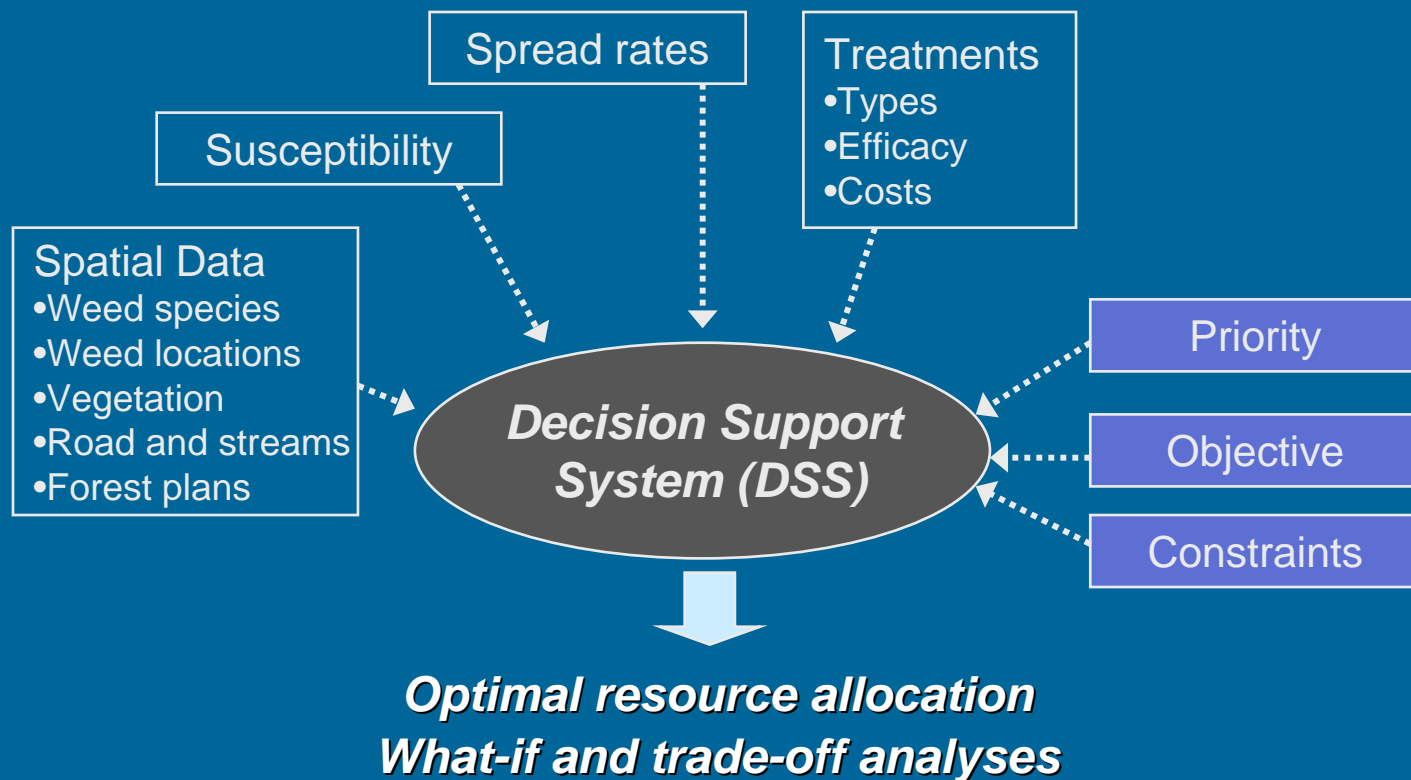 Spread rates
Treatments
•Types
•Efficacy
•Costs
Susceptibility
Spatial Data
•Weed species
•Weed locations
•Vegetation
•Road and streams
•Forest plans
Priority
Objective
Constraints
Decision Support
System (DSS)
Optimal resource allocation
What-if and trade-off analyses